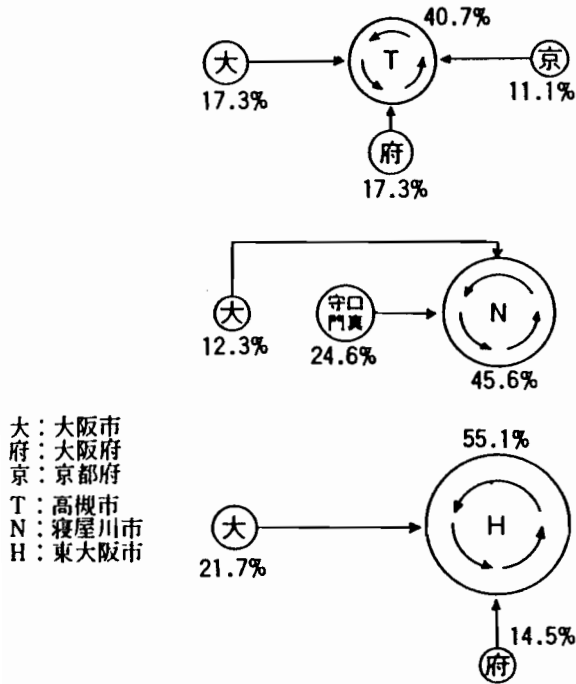 40.7%
大
T
京
17.3%
11.1%
府
17.3%
大
守口
門真
N
12.3%
24.6%
45.6%
大：大阪市
府：大阪府
京：京都府
T：高槻市
N：寝屋川市
H：東大阪市
55.1%
大
H
21.7%
14.5%
府